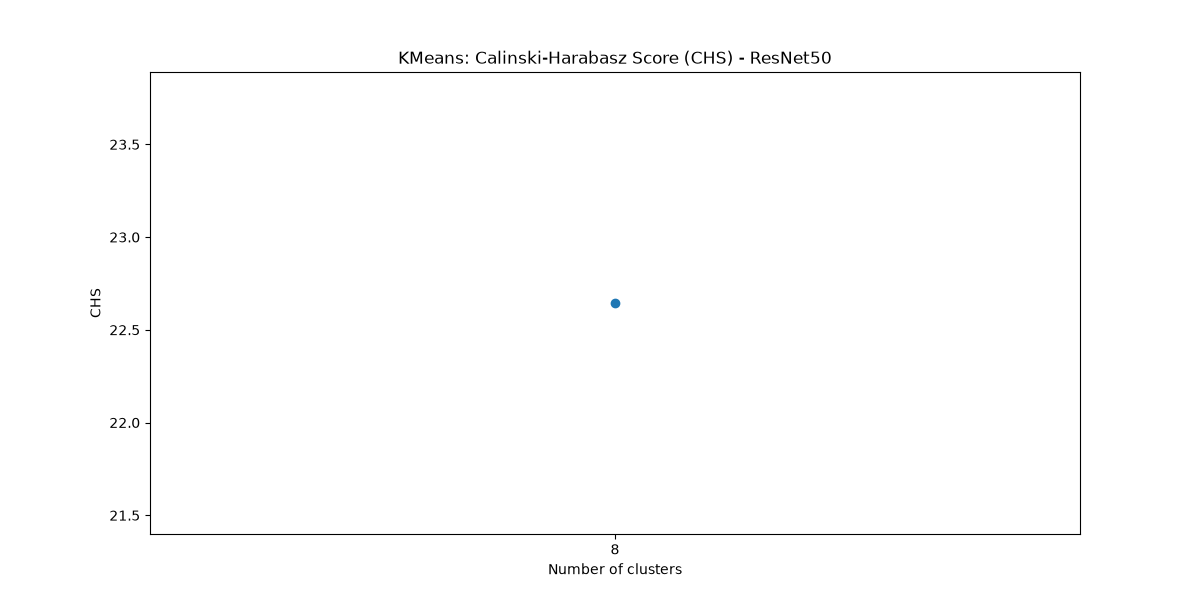 KMeans: Calinski-Harabasz Score (CHS) - ResNet50
23.5
23.0
22.5
22.0
21.5
CHS
8
Number of clusters